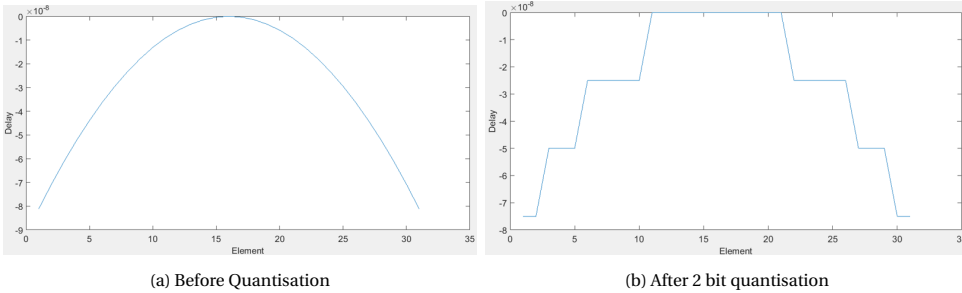 ×10⁻⁸
0
-1
-2
-3
-4
-5
-6
-7
-8
-9
Delay
0 5 10 15 20 25 30 35
Element
(a) Before Quantisation
×10⁻⁸
0
-1
-2
-3
-4
-5
-6
-7
-8
Delay
0 5 10 15 20 25 30 35
Element
(b) After 2 bit quantisation